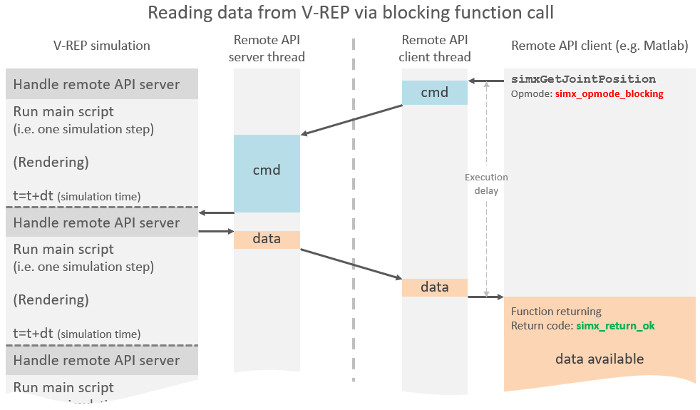 Reading data from V-REP via blocking function call
V-REP simulation
Remote API
server thread
Remote API
client thread
Remote API client (e.g. Matlab)
Handle remote API server
Run main script
(i.e. one simulation step)
(Rendering)
t=t+dt (simulation time)
Handle remote API server
Run main script
(i.e. one simulation step)
(Rendering)
t=t+dt (simulation time)
Handle remote API server
Run main script
cmd
data
cmd
data
Execution
delay
simxGetJointPosition
Opmode: simx_opmode_blocking
Function returning
Return code: simx_return_ok
data available